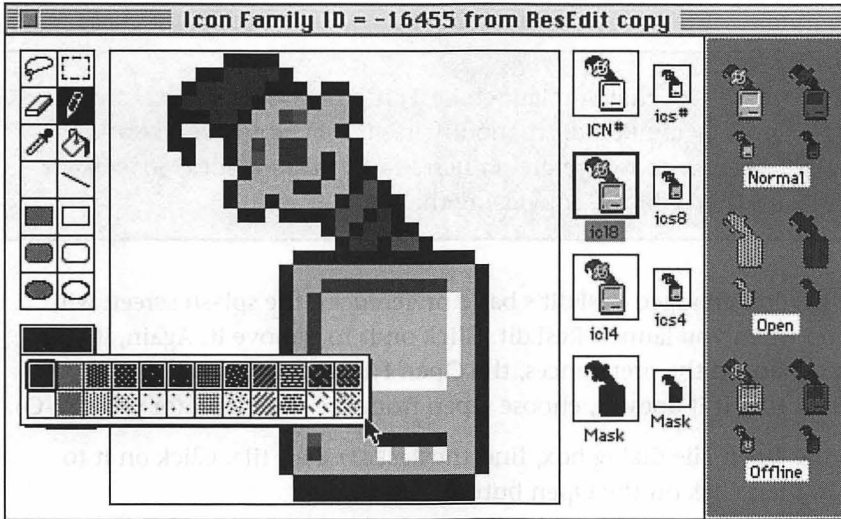 Icon Family ID = -16455 from ResEdit copy
ICN#
ics#
Normal
icl8
ics8
icl4
ics4
Open
Mask
Mask
Offline